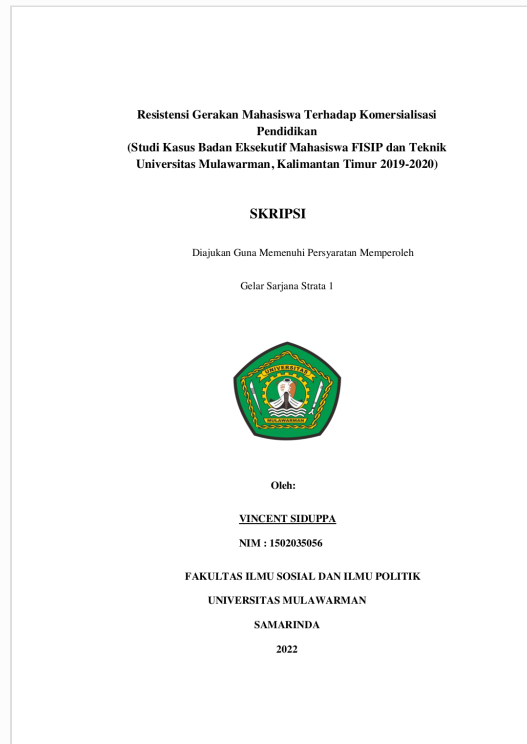 Resistensi Gerakan Mahasiswa Terhadap Komersialisasi
Pendidikan
(Studi Kasus Badan Eksekutif Mahasiswa FISIP dan Teknik
Universitas Mulawarman, Kalimantan Timur 2019-2020)
SKRIPSI
Diajukan Guna Memenuhi Persyaratan Memperoleh
Gelar Sarjana Strata 1
UNIVERSITAS
MULAWARMAN
Oleh:
VINCENT SIDUPPA
NIM : 1502035056
FAKULTAS ILMU SOSIAL DAN ILMU POLITIK
UNIVERSITAS MULAWARMAN
SAMARINDA
2022